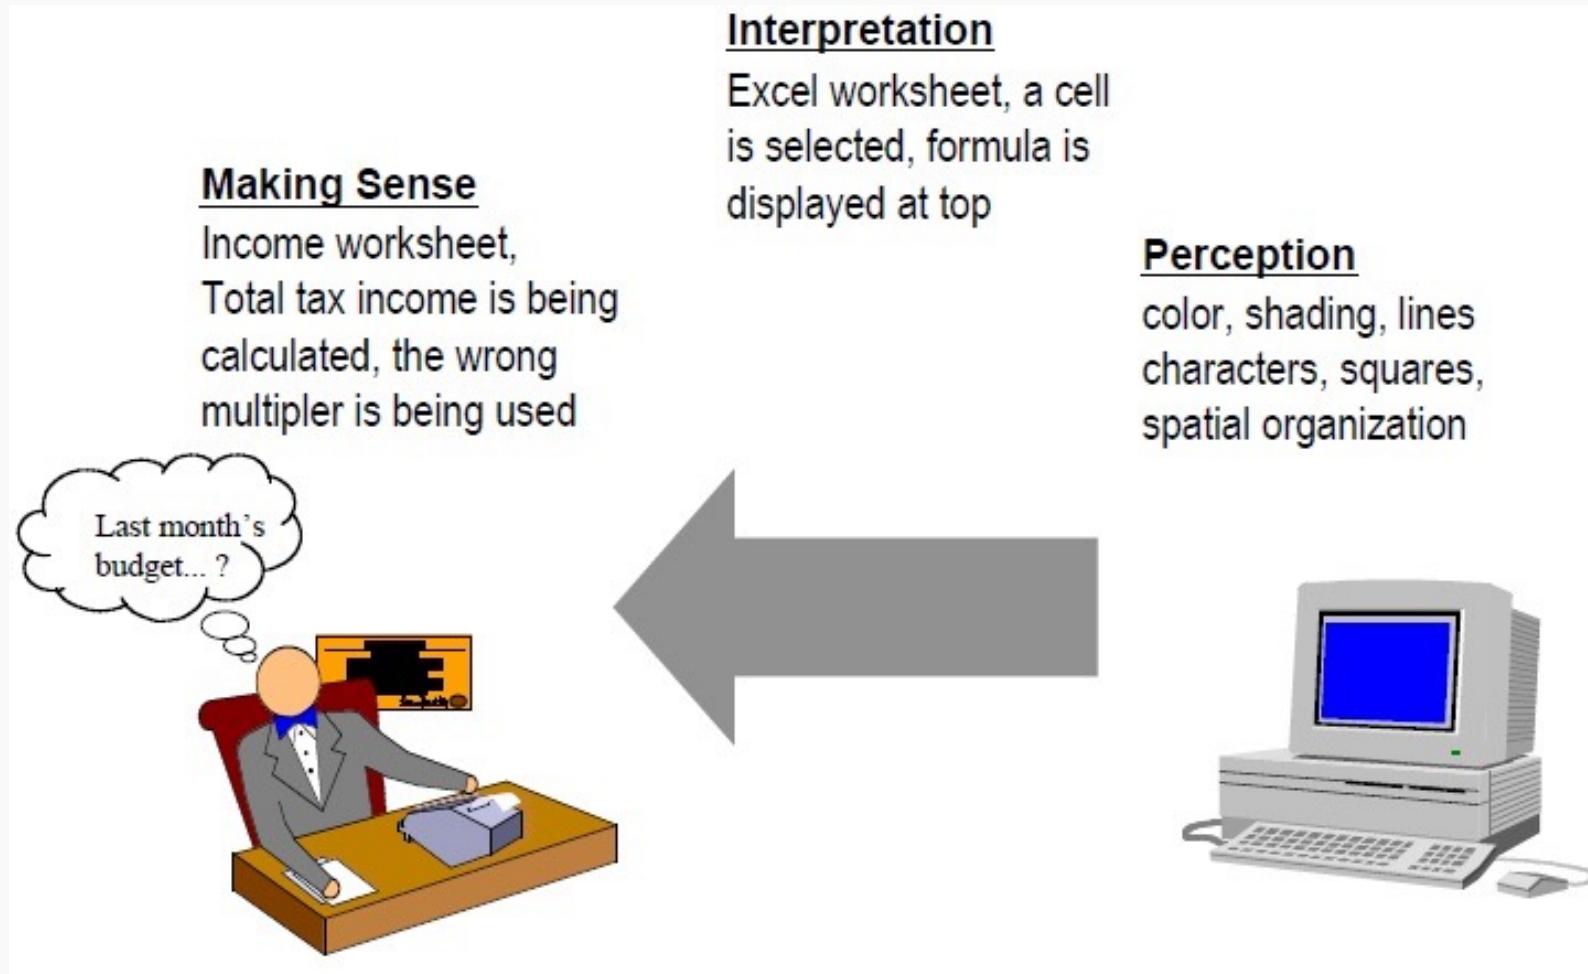 Interpretation
Excel worksheet, a cell
is selected, formula is
displayed at top
Making Sense
Income worksheet,
Total tax income is being
calculated, the wrong
multipler is being used
Perception
color, shading, lines
characters, squares,
spatial organization
Last month's
budget... ?